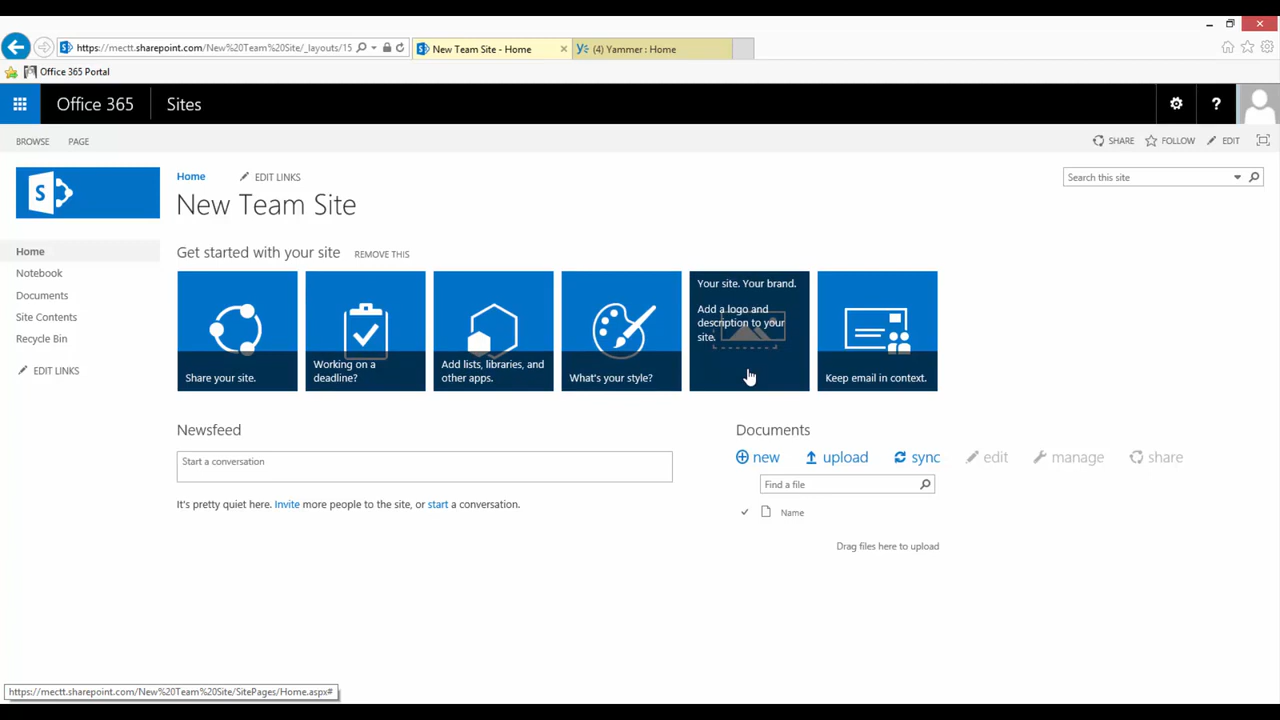 https://mectt.sharepoint.com/New%20Team%20Site/_layouts/15
New Team Site - Home
(4) Yammer : Home
Office 365 Portal
Office 365
Sites
?
BROWSE
PAGE
SHARE
FOLLOW
EDIT
S
Home
EDIT LINKS
Search this site
New Team Site
Home
Notebook
Documents
Site Contents
Recycle Bin
EDIT LINKS
Get started with your site
REMOVE THIS
Share your site.
Working on a
deadline?
Add lists, libraries, and
other apps.
What's your style?
Your site. Your brand.
Add a logo and
description to your
site.
Keep email in context.
Newsfeed
Start a conversation
It's pretty quiet here. Invite more people to the site, or start a conversation.
Documents
new
upload
sync
edit
manage
share
Find a file
Name
Drag files here to upload
https://mectt.sharepoint.com/New%20Team%20Site/SitePages/Home.aspx#